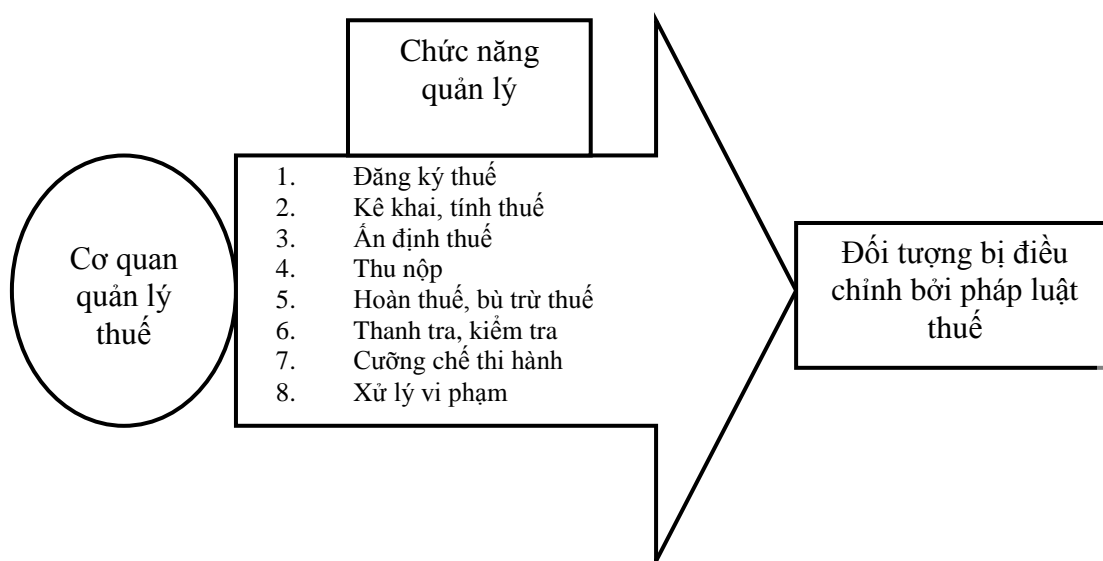 Chức năng
quản lý
1. Đăng ký thuế
2. Kê khai, tính thuế
3. Ấn định thuế
4. Thu nộp
5. Hoàn thuế, bù trừ thuế
6. Thanh tra, kiểm tra
7. Cưỡng chế thi hành
8. Xử lý vi phạm
Cơ quan
quản lý
thuế
Đối tượng bị điều
chỉnh bởi pháp luật
thuế